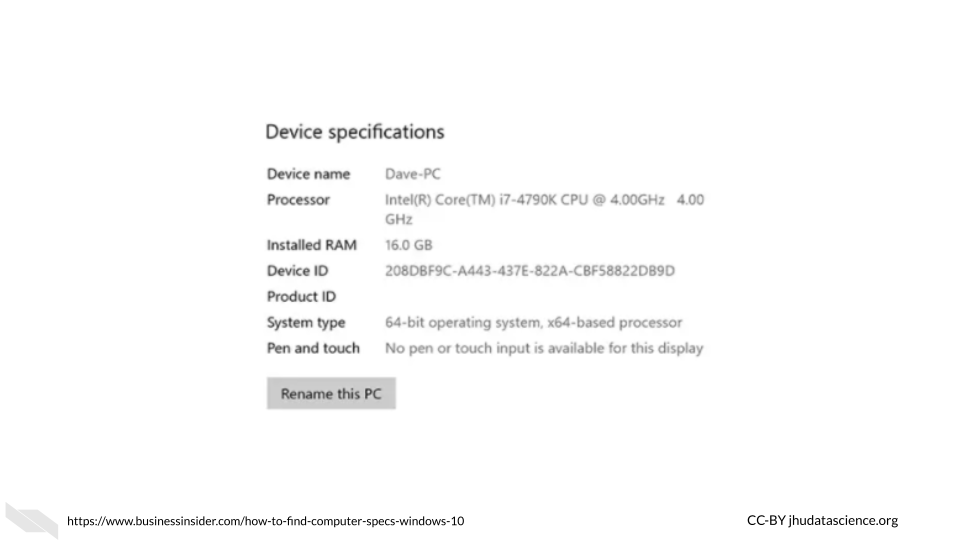 Device specifications
Device name Dave-PC
Processor Intel(R) Core(TM) i7-4790K CPU @ 4.00GHz 4.00
GHz
Installed RAM 16.0 GB
Device ID 208DBF9C-A443-437E-822A-CBF58822DB9D
Product ID
System type 64-bit operating system, x64-based processor
Pen and touch No pen or touch input is available for this display
Rename this PC
https://www.businessinsider.com/how-to-find-computer-specs-windows-10
CC-BY jhudatascience.org